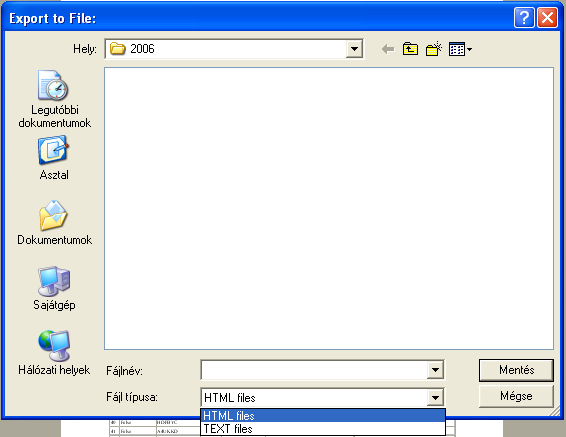 Export to File:
Hely: 2006
Legutóbbi
dokumentumok
Asztal
Dokumentumok
Sajátgép
Hálózati helyek
Fájlnév: Mentés
Fájl típusa: HTML files Mégse
HTML files
TEXT files